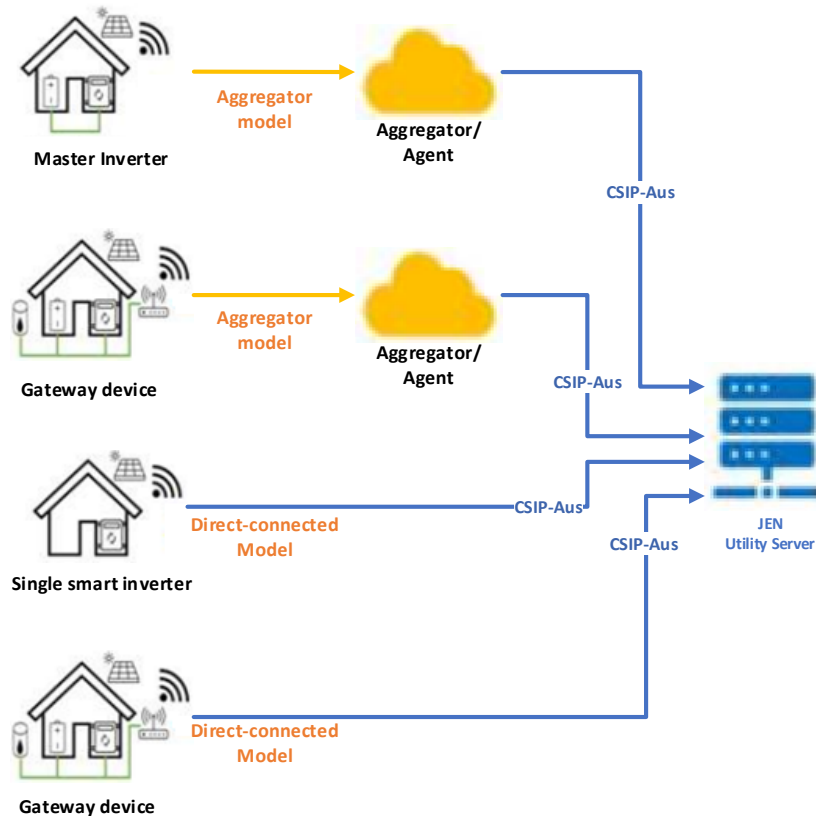 Aggregator
model
Master Inverter
Aggregator/
Agent
CSIP-Aus
Aggregator
model
Gateway device
Aggregator/
Agent
CSIP-Aus
Direct-connected
Model
CSIP-Aus
Single smart inverter
JEN
Utility Server
CSIP-Aus
Direct-connected
Model
Gateway device